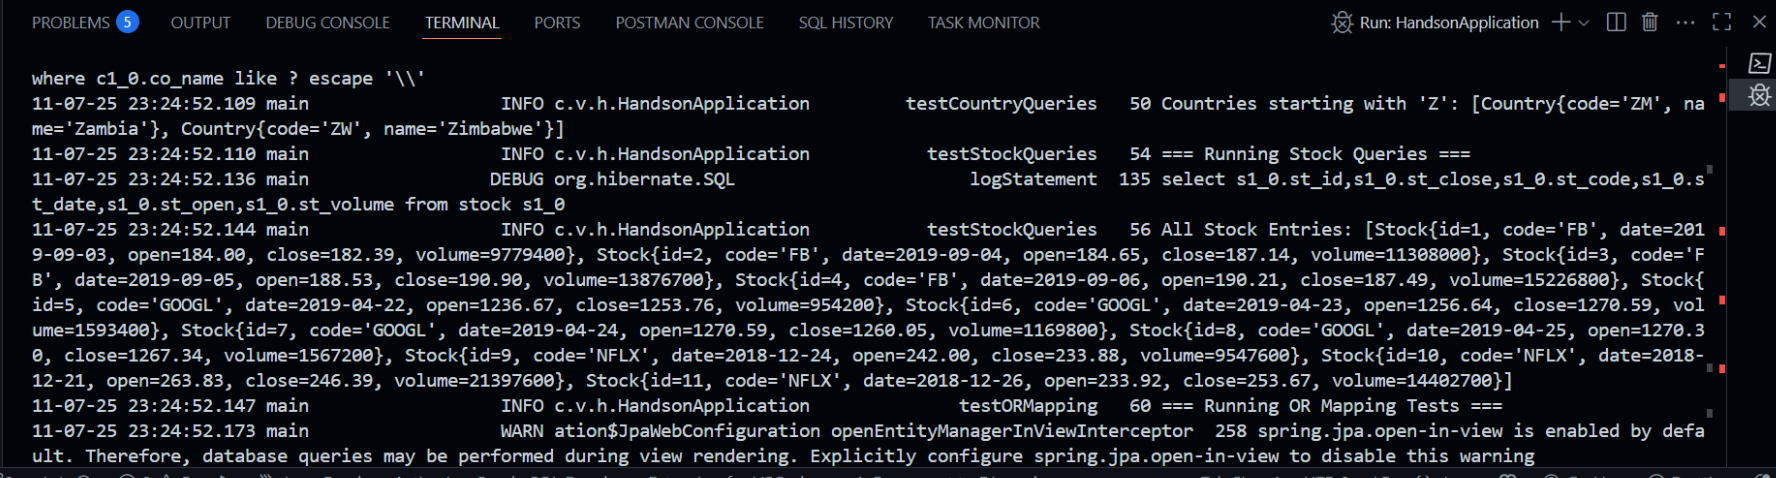 PROBLEMS 5 OUTPUT DEBUG CONSOLE TERMINAL PORTS POSTMAN CONSOLE SQL HISTORY TASK MONITOR Run: HandsonApplication
where c1_0.co_name like ? escape '\\'
11-07-25 23:24:52.109 main INFO c.v.h.HandsonApplication testCountryQueries 50 Countries starting with 'Z': [Country{code='ZM', na
me='Zambia'}, Country{code='ZW', name='Zimbabwe'}]
11-07-25 23:24:52.110 main INFO c.v.h.HandsonApplication testStockQueries 54 === Running Stock Queries ===
11-07-25 23:24:52.136 main DEBUG org.hibernate.SQL logStatement 135 select s1_0.st_id,s1_0.st_close,s1_0.st_code,s1_0.s
t_date,s1_0.st_open,s1_0.st_volume from stock s1_0
11-07-25 23:24:52.144 main INFO c.v.h.HandsonApplication testStockQueries 56 All Stock Entries: [Stock{id=1, code='FB', date=201
9-09-03, open=184.00, close=182.39, volume=9779400}, Stock{id=2, code='FB', date=2019-09-04, open=184.65, close=187.14, volume=11308000}, Stock{id=3, code='F
B', date=2019-09-05, open=188.53, close=190.90, volume=13876700}, Stock{id=4, code='FB', date=2019-09-06, open=190.21, close=187.49, volume=15226800}, Stock{
id=5, code='GOOGL', date=2019-04-22, open=1236.67, close=1253.76, volume=954200}, Stock{id=6, code='GOOGL', date=2019-04-23, open=1256.64, close=1270.59, vol
ume=1593400}, Stock{id=7, code='GOOGL', date=2019-04-24, open=1270.59, close=1260.05, volume=1169800}, Stock{id=8, code='GOOGL', date=2019-04-25, open=1270.3
0, close=1267.34, volume=1567200}, Stock{id=9, code='NFLX', date=2018-12-24, open=242.00, close=233.88, volume=9547600}, Stock{id=10, code='NFLX', date=2018-
12-21, open=263.83, close=246.39, volume=21397600}, Stock{id=11, code='NFLX', date=2018-12-26, open=233.92, close=253.67, volume=14402700}]
11-07-25 23:24:52.147 main INFO c.v.h.HandsonApplication testORMapping 60 === Running OR Mapping Tests ===
11-07-25 23:24:52.173 main WARN ation$JpaWebConfiguration openEntityManagerInViewInterceptor 258 spring.jpa.open-in-view is enabled by defa
ult. Therefore, database queries may be performed during view rendering. Explicitly configure spring.jpa.open-in-view to disable this warning